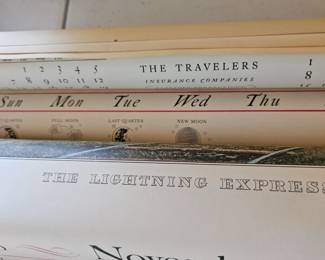 1 2 3 4 5 THE TRAVELERS 1
7 8 9 10 11 12 INSURANCE COMPANIES 8
Sun Mon Tue Wed Thu
FULL MOON LAST QUARTER NEW MOON
THE LIGHTNING EXPRES